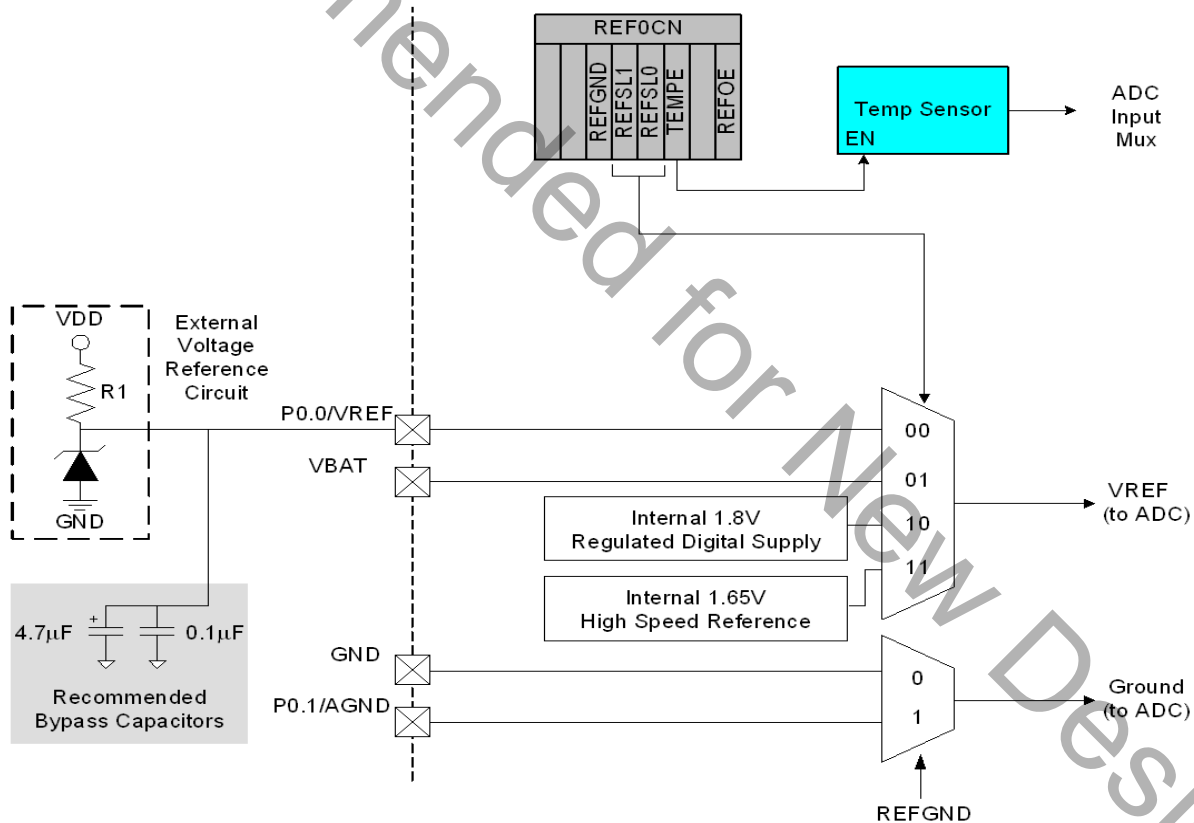 REF0CN
REFGND
REFSL1
REFSL0
TEMPE
REFOE
Temp Sensor
EN
ADC
Input
Mux
VDD
R1
GND
External
Voltage
Reference
Circuit
P0.0/VREF
VBAT
00
01
10
11
Internal 1.8V
Regulated Digital Supply
Internal 1.65V
High Speed Reference
VREF
(to ADC)
+
4.7µF
0.1µF
Recommended
Bypass Capacitors
GND
P0.1/AGND
0
1
Ground
(to ADC)
REFGND
mended for New Des